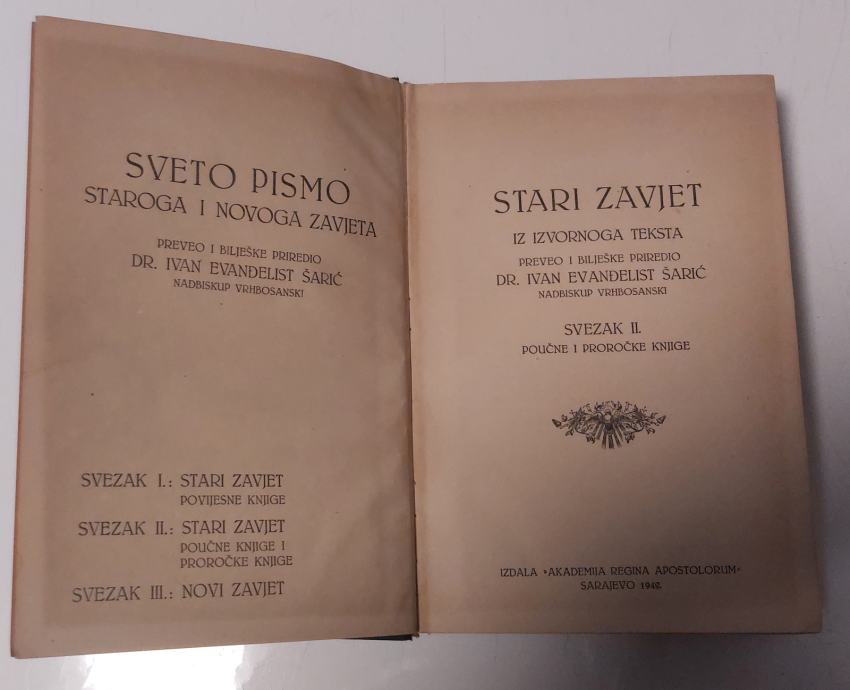 SVETO PISMO
STAROGA I NOVOGA ZAVJETA
PREVEO I BILJEŠKE PRIREDIO
DR. IVAN EVANĐELIST ŠARIĆ
NADBISKUP VRHBOSANSKI
SVEZAK I.: STARI ZAVJET
POVIJESNE KNJIGE
SVEZAK II.: STARI ZAVJET
POUČNE KNJIGE I
PROROČKE KNJIGE
SVEZAK III.: NOVI ZAVJET
STARI ZAVJET
IZ IZVORNOGA TEKSTA
PREVEO I BILJEŠKE PRIREDIO
DR. IVAN EVANĐELIST ŠARIĆ
NADBISKUP VRHBOSANSKI
SVEZAK II.
POUČNE I PROROČKE KNJIGE
IZDALA »AKADEMIJA REGINA APOSTOLORUM«
SARAJEVO 1942.